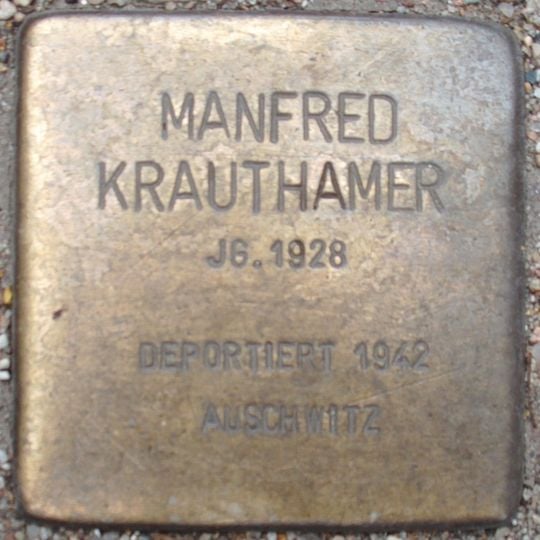 MANFRED
KRAUTHAMER
JG. 1928
DEPORTIERT 1942
AUSCHWITZ